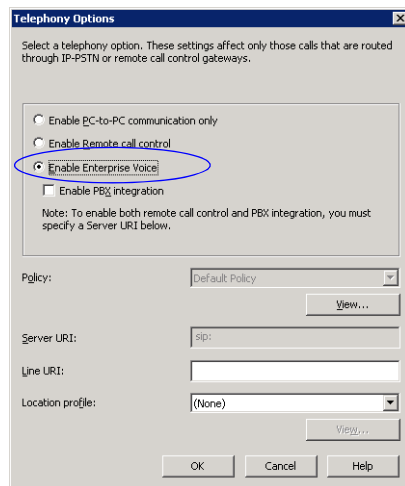 Telephony Options
Select a telephony option. These settings affect only those calls that are routed
through IP-PSTN or remote call control gateways.
Enable PC-to-PC communication only
Enable Remote call control
Enable Enterprise Voice
Enable PBX integration
Note: To enable both remote call control and PBX integration, you must
specify a Server URI below.
Policy: Default Policy
View...
Server URI: sip:
Line URI:
Location profile: (None)
View...
OK Cancel Help